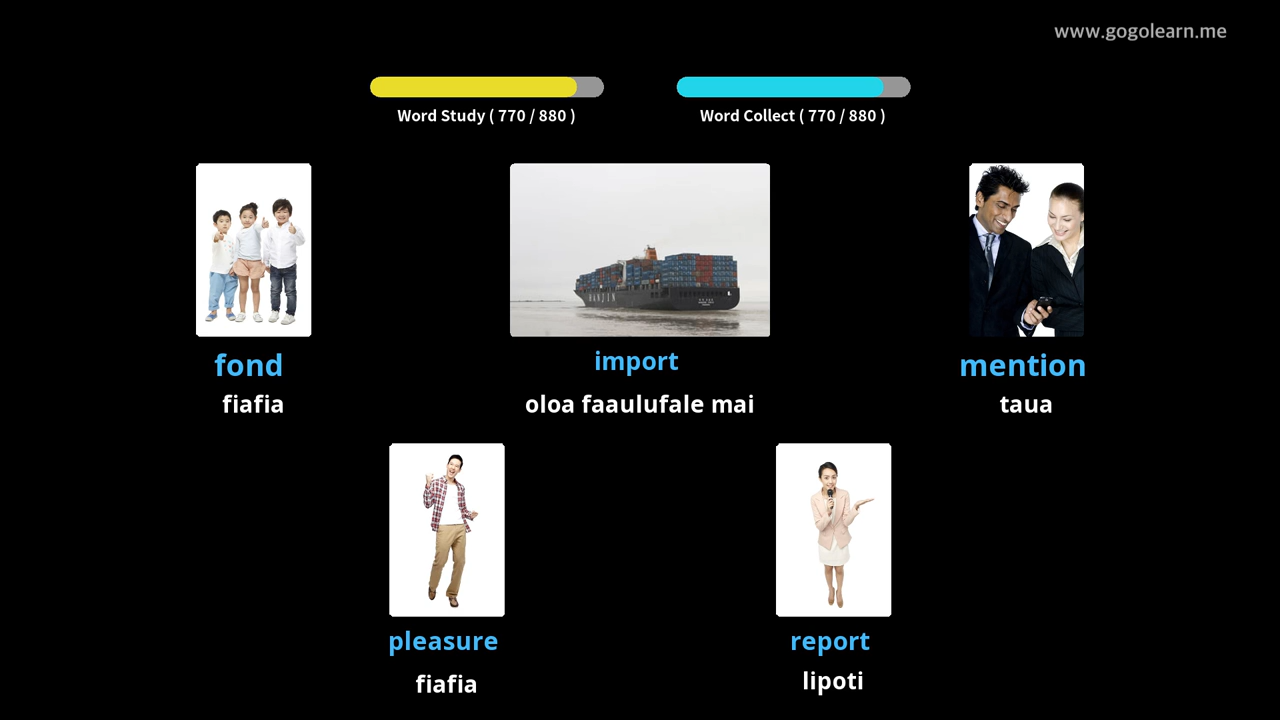 www.gogolearn.me
Word Study ( 770 / 880 )
Word Collect ( 770 / 880 )
HANJIN
fond
import
mention
fiafia
oloa faaulufale mai
taua
pleasure
report
fiafia
lipoti